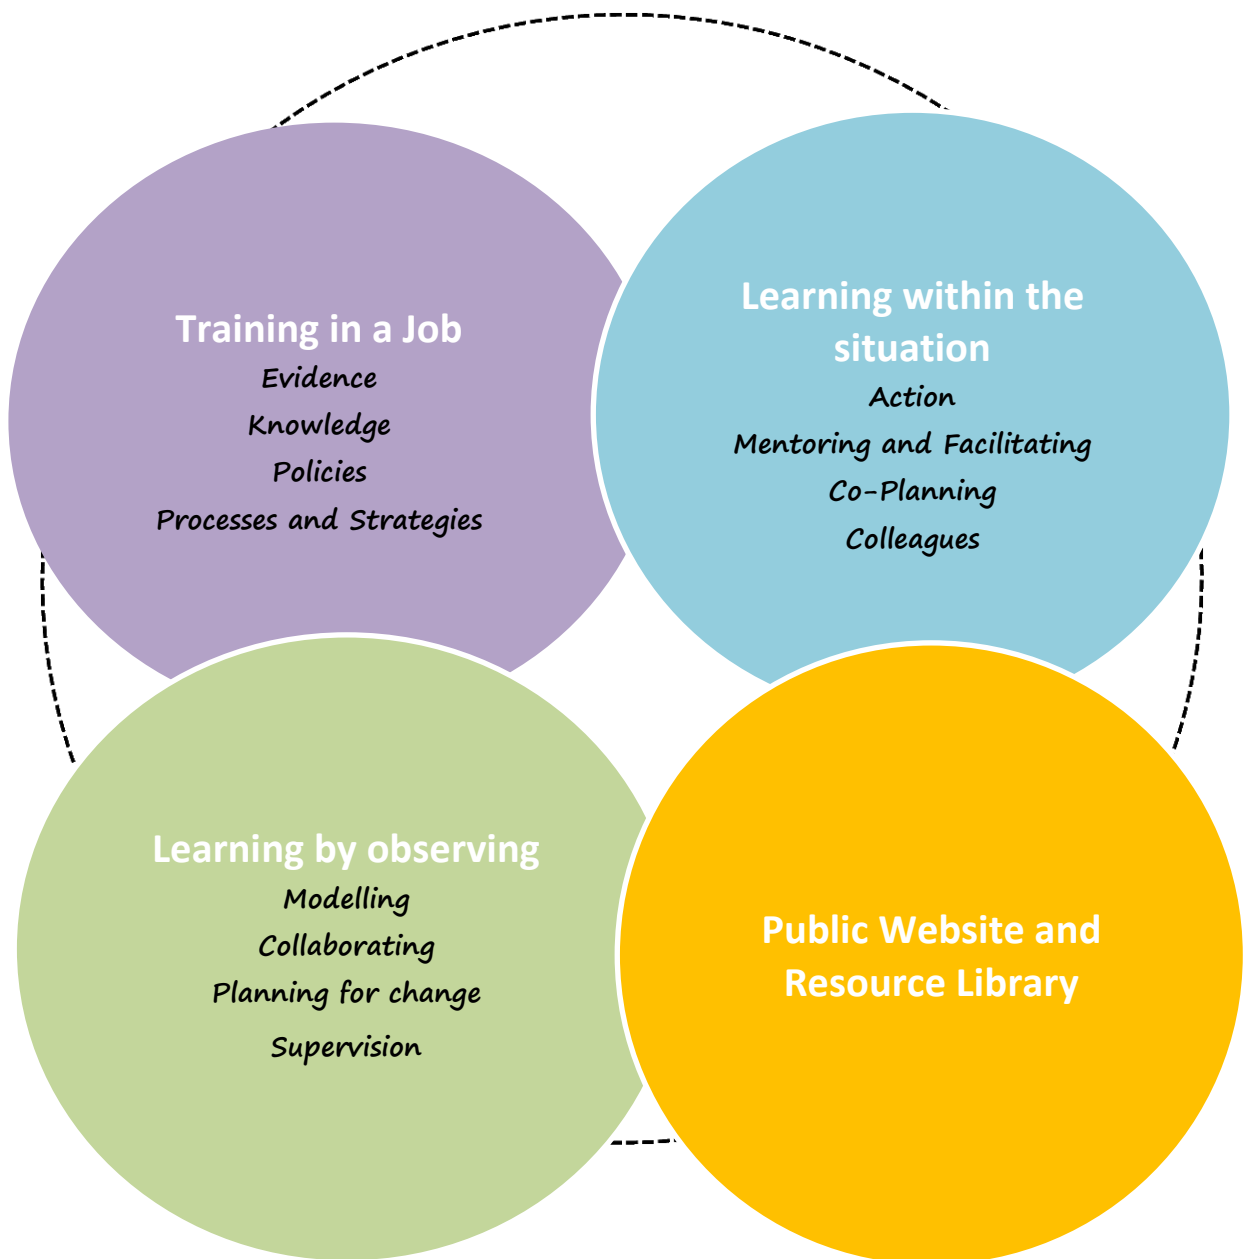 Training in a Job
Evidence
Knowledge
Policies
Processes and Strategies
Learning within the
situation
Action
Mentoring and Facilitating
Co-Planning
Colleagues
Learning by observing
Modelling
Collaborating
Planning for change
Supervision
Public Website and
Resource Library